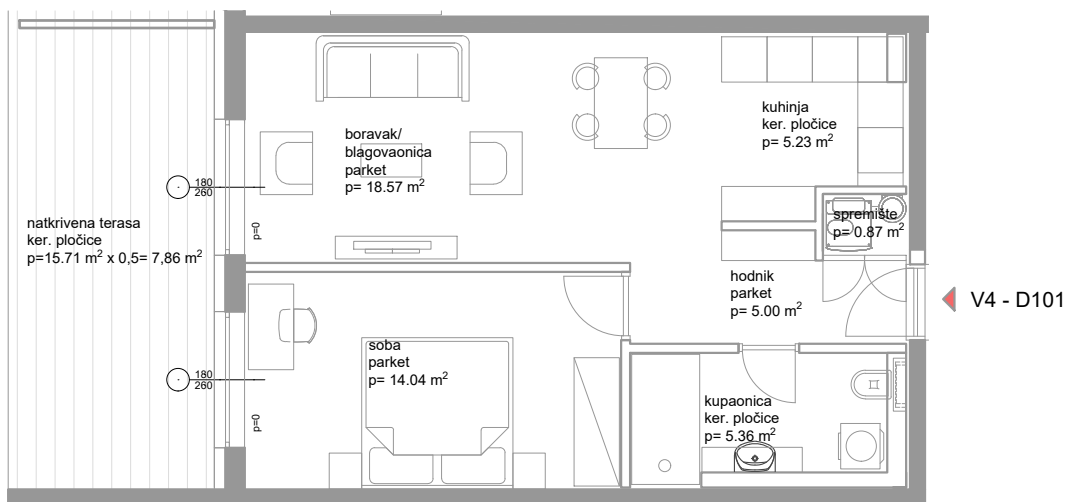 boravak/
blagovaonica
parket
p= 18.57 m²
kuhinja
ker. pločice
p= 5.23 m²
180
260
p=0
natkrivena terasa
ker. pločice
p=15.71 m² x 0,5= 7,86 m²
spremište
p= 0.87 m²
hodnik
parket
p= 5.00 m²
V4 - D101
soba
parket
p= 14.04 m²
180
260
p=0
kupaonica
ker. pločice
p= 5.36 m²